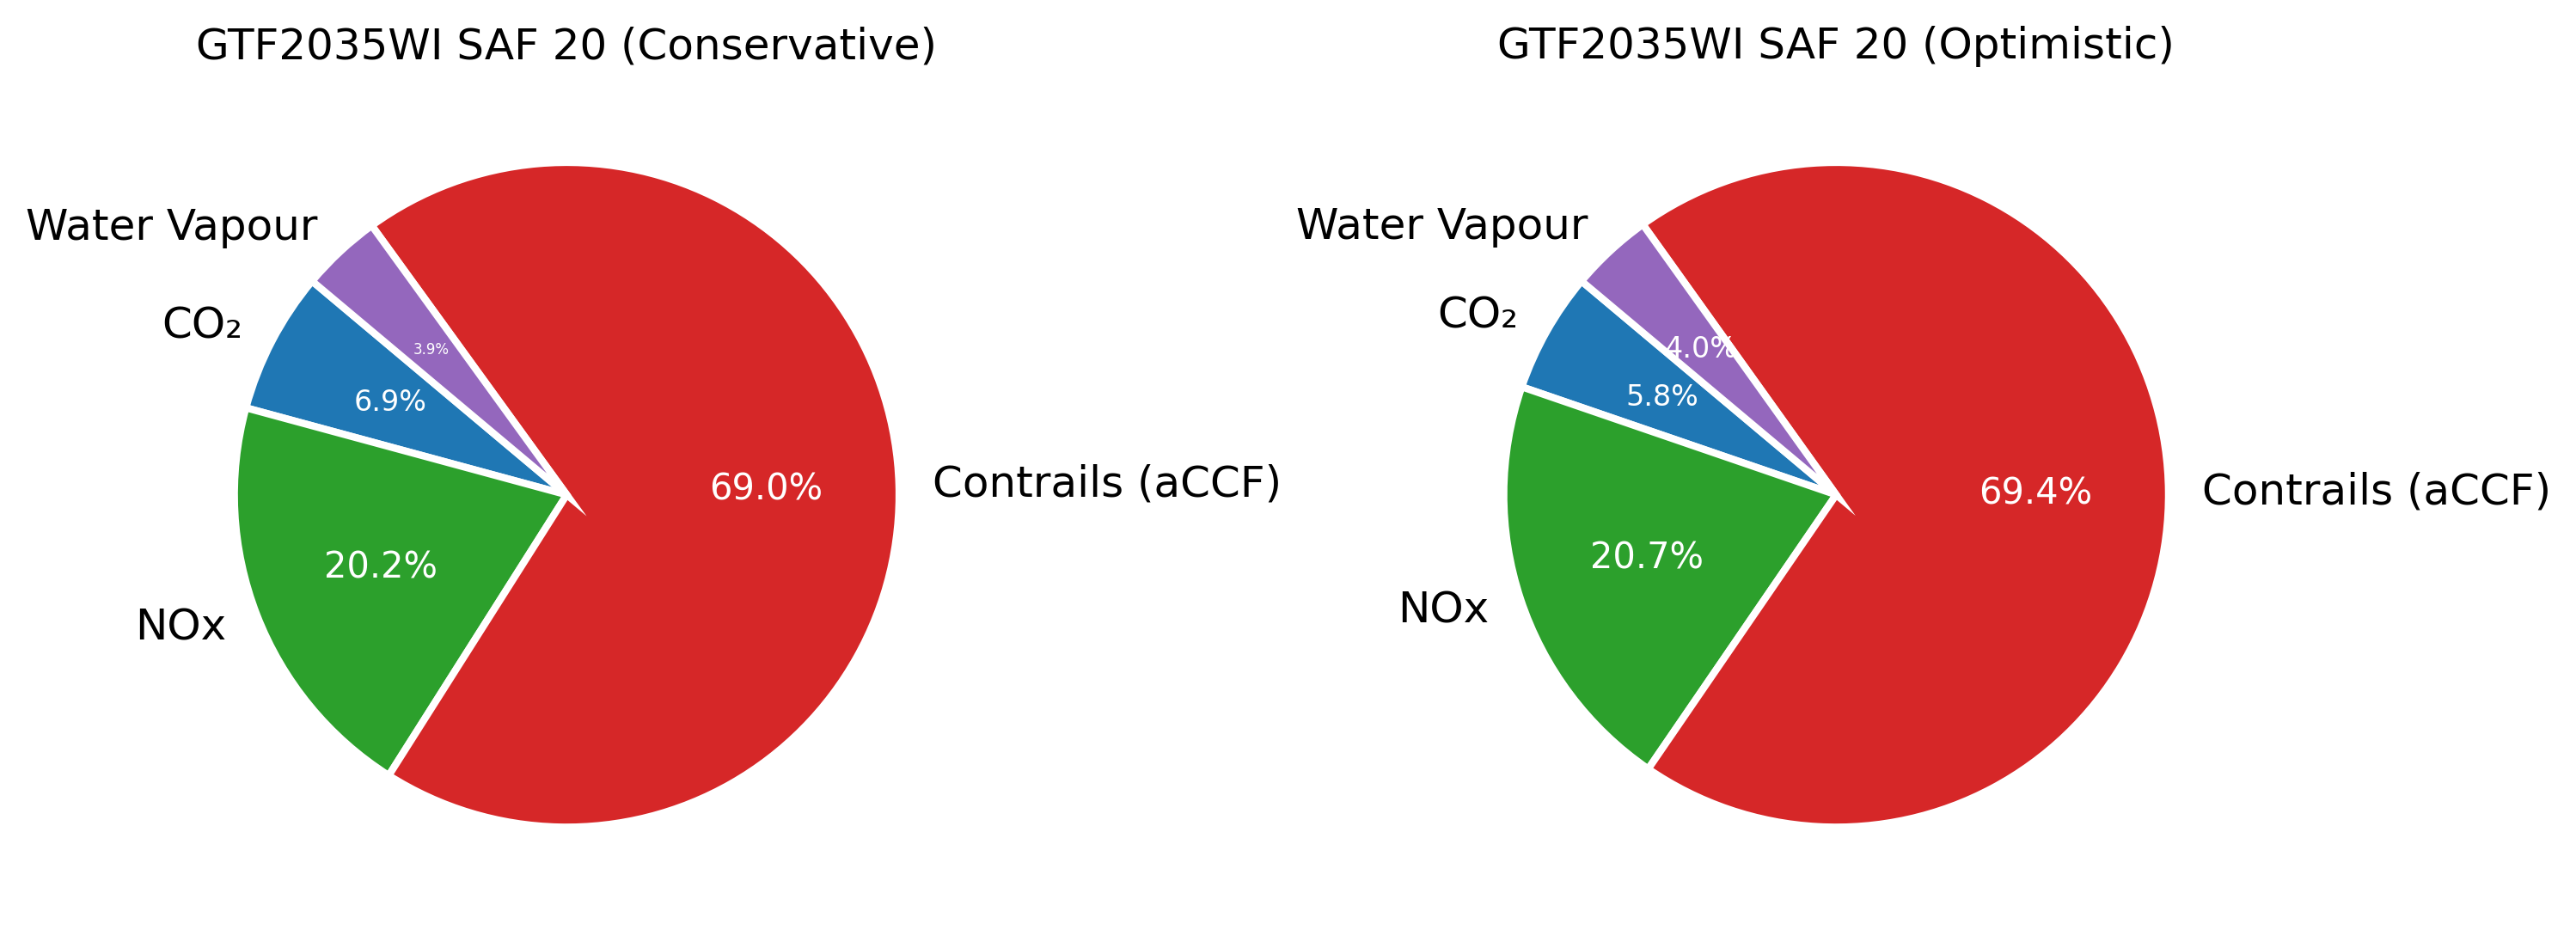 GTF2035WI SAF 20 (Conservative)
Water Vapour
CO₂
NOx
Contrails (aCCF)
3.9%
6.9%
20.2%
69.0%
GTF2035WI SAF 20 (Optimistic)
Water Vapour
CO₂
NOx
Contrails (aCCF)
4.0%
5.8%
20.7%
69.4%